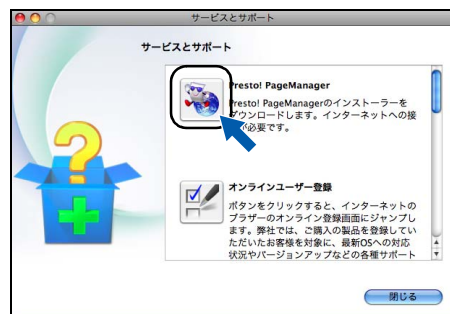 サービスとサポート
サービスとサポート
Presto! PageManager
Presto! PageManagerのインストーラーを
ダウンロードします。インターネットへの接
が必要です。
オンラインユーザー登録
ボタンをクリックすると、インターネットの
ブラザーのオンライン登録画面にジャンプし
ます。弊社では、ご購入の製品を登録してい
ただいたお客様を対象に、最新OSへの対応
状況やバージョンアップなどの各種サポート
閉じる